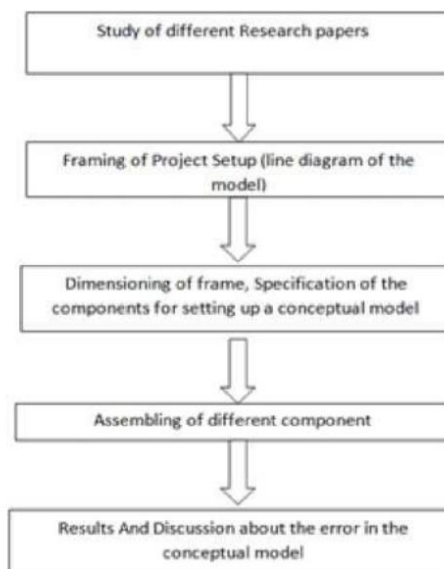 Study of different Research papers
Framing of Project Setup (line diagram of the
model)
Dimensioning of frame, Specification of the
components for setting up a conceptual model
Assembling of different component
Results And Discussion about the error in the
conceptual model